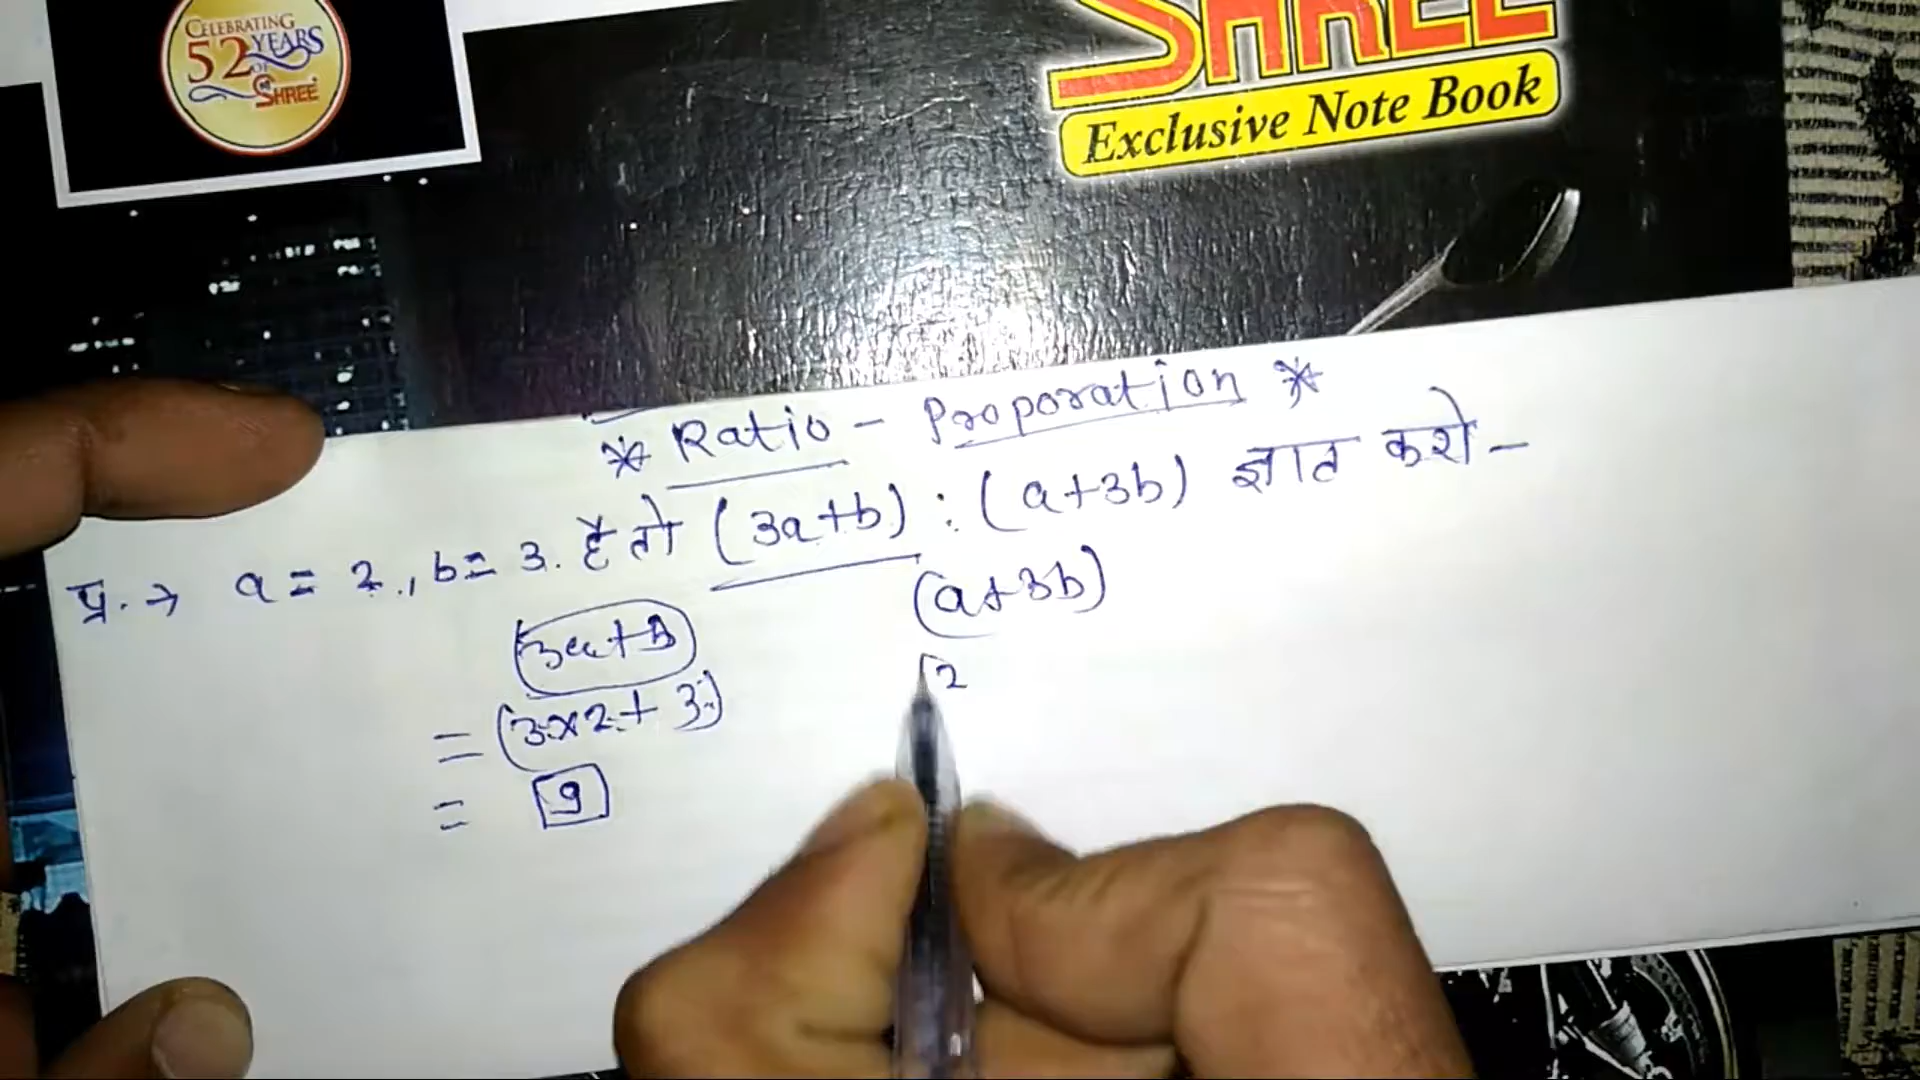 CELEBRATING
52 YEARS
OF
SHREE
SHREE
Exclusive Note Book
* Ratio - Proporation *
प्र. → a = 2, b = 3. है तो (3a+b) : (a+3b) ज्ञात करो -
3a+b (a+3b)
= (3×2+3) (2
= 9